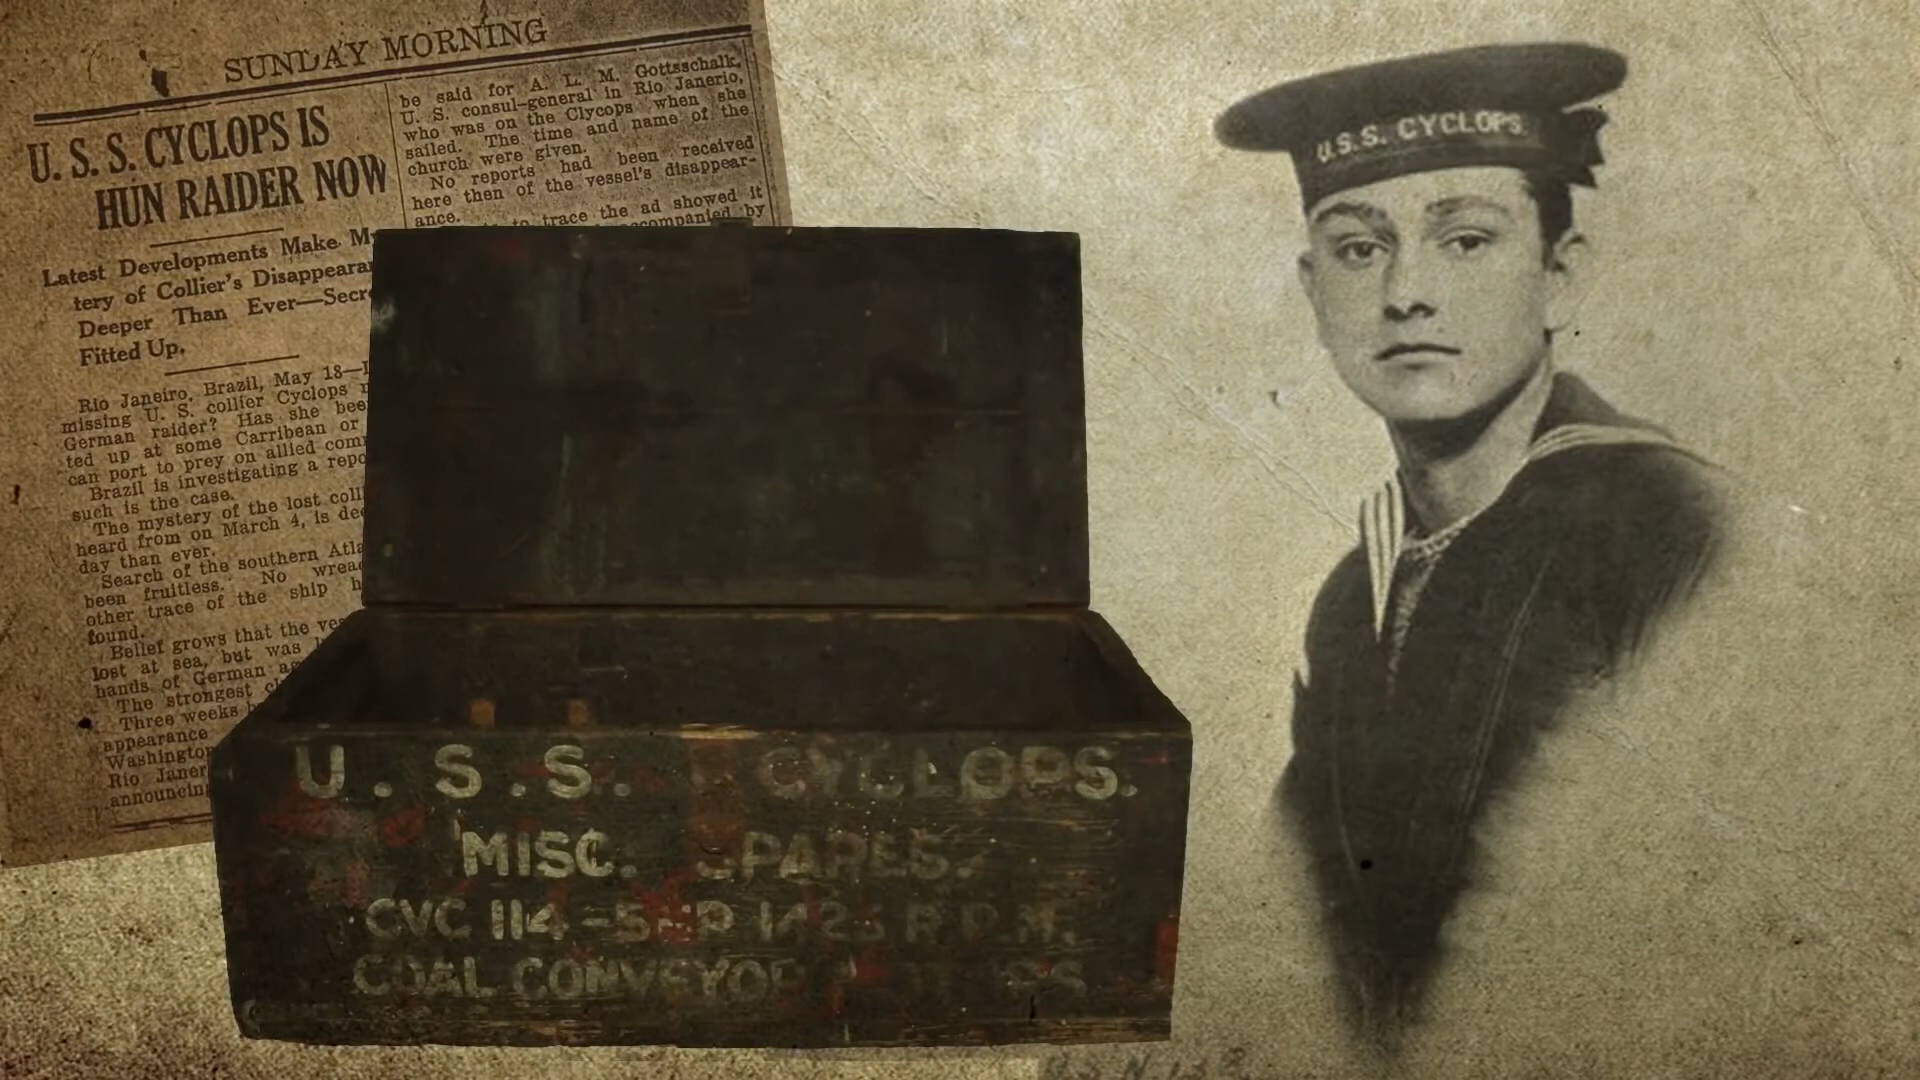 SUNDAY MORNING
U. S. S. CYCLOPS IS
HUN RAIDER NOW
Latest Developments Make My
tery of Collier's Disappearan
Deeper Than Ever—Secre
Fitted Up.
Rio Janeiro, Brazil, May 18—I
missing U. S. collier Cyclops
German raider? Has she bee
ted up at some Carribean or
can port to prey on allied com
Brazil is investigating a repo
such is the case.
The mystery of the lost coll
heard from on March 4, is dee
day than ever.
Search of the southern Atla
been fruitless. No wrea
other trace of the ship h
found.
Belief grows that the ves
lost at sea, but was
hands of German ag
The strongest
Three weeks
appearance
Washington
Rio Janer
announcing
be said for A. L. M. Gottsschalk,
U. S. consul-general in Rio Janerio,
who was on the Clycops when she
sailed. The time and name of the
church were given.
No reports had been received
here then of the vessel's disappear-
ance.
to trace the ad showed it
accompanied by
U.S.S. CYCLOPS.
U.S.S. CYCLOPS.
MISC. SPARES.
CVC 114
COAL CONVEYOR